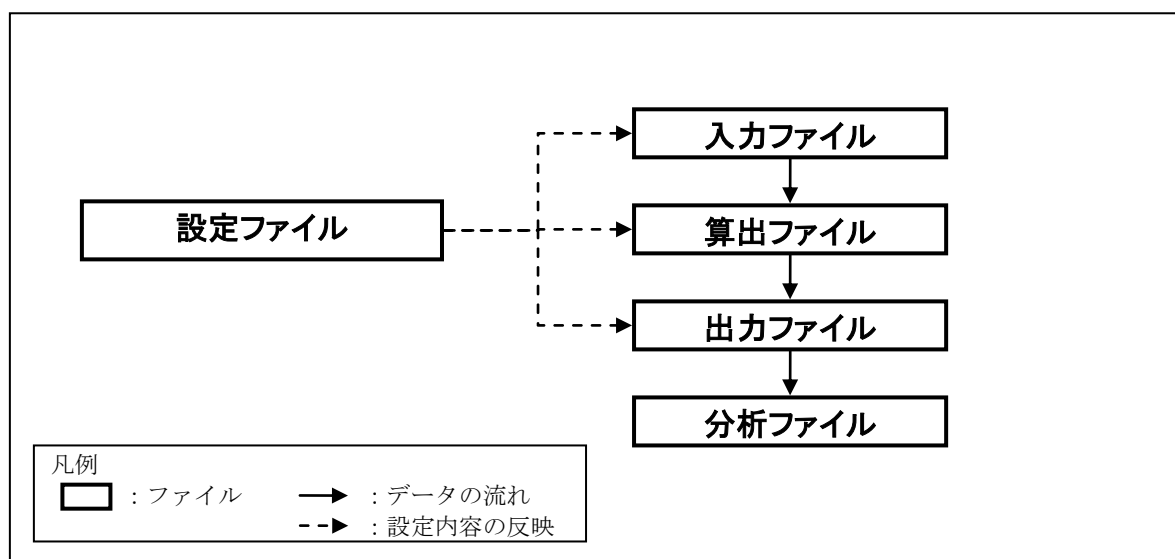 入力ファイル
設定ファイル
算出ファイル
出力ファイル
分析ファイル
凡例
：ファイル
：データの流れ
：設定内容の反映